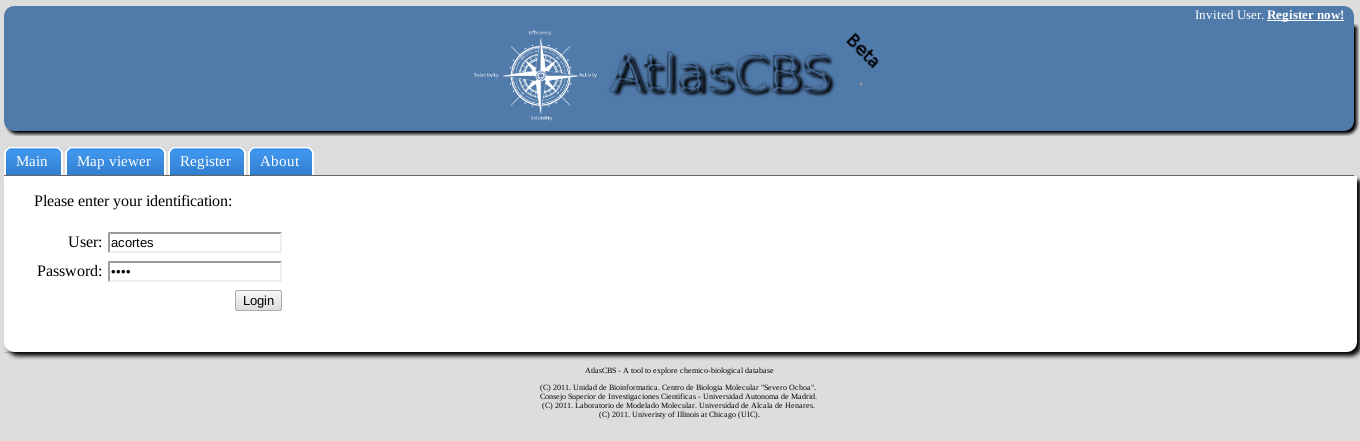 Invited User. Register now!
Efficiency
Selectivity
Activity
Reliability
AtlasCBS
Beta
Main
Map viewer
Register
About
Please enter your identification:
User: acortes
Password: ••••
Login
AtlasCBS - A tool to explore chemico-biological database
(C) 2011. Unidad de Bioinformatica. Centro de Biologia Molecular "Severo Ochoa".
Consejo Superior de Investigaciones Cientificas - Universidad Autonoma de Madrid.
(C) 2011. Laboratorio de Modelado Molecular. Universidad de Alcala de Henares.
(C) 2011. Univeristy of Illinois at Chicago (UIC).